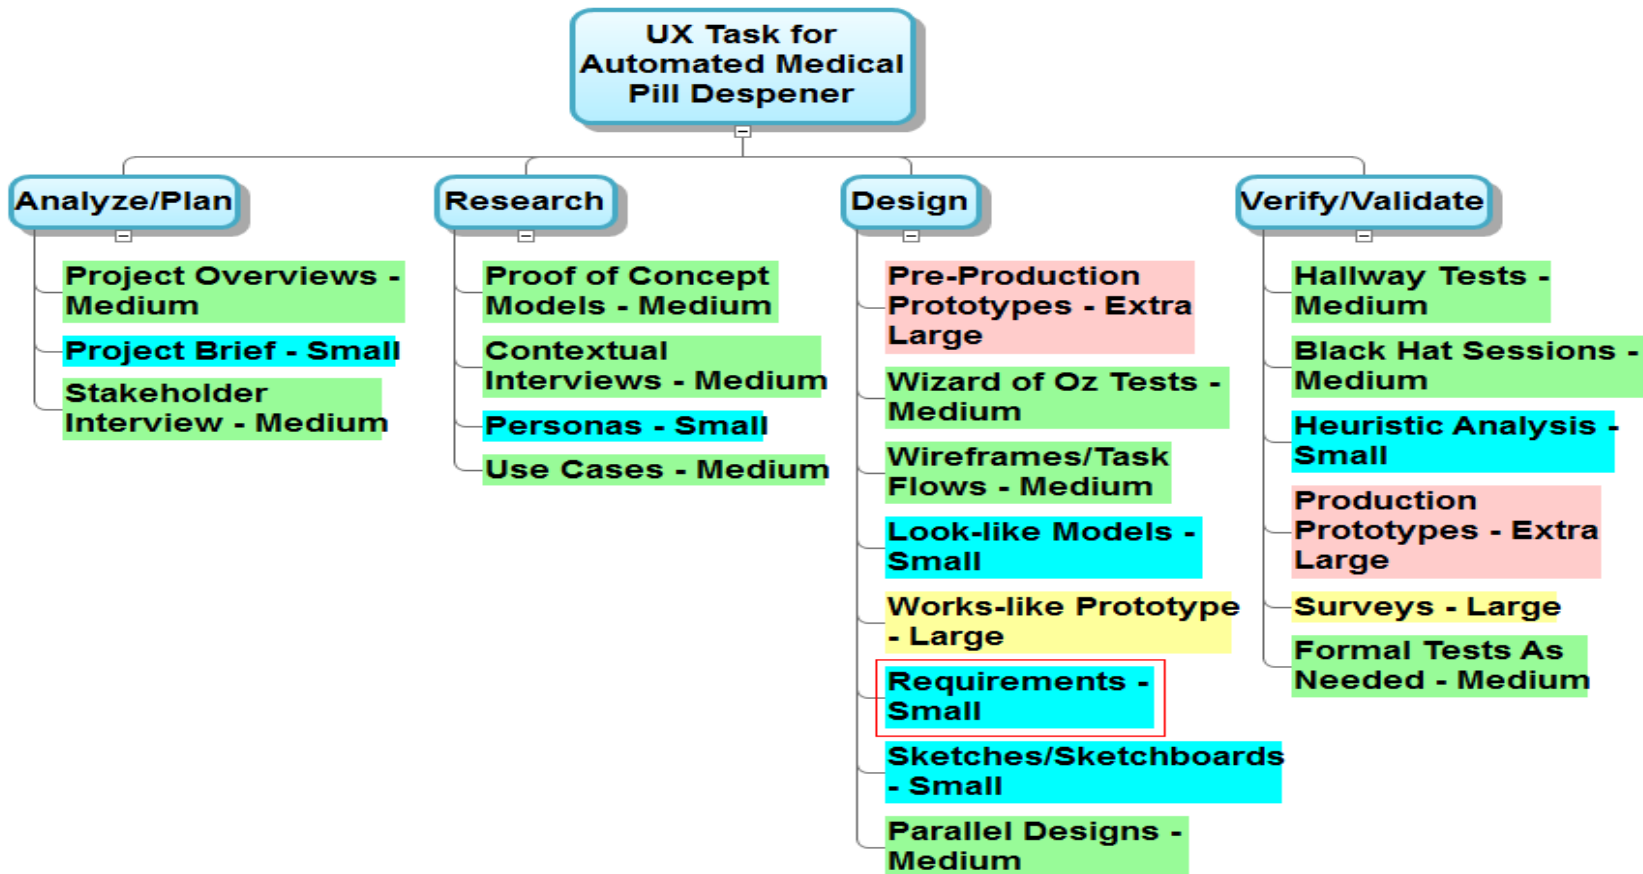 UX Task for
Automated Medical
Pill Despener
Analyze/Plan
Project Overviews -
Medium
Project Brief - Small
Stakeholder
Interview - Medium
Research
Proof of Concept
Models - Medium
Contextual
Interviews - Medium
Personas - Small
Use Cases - Medium
Design
Pre-Production
Prototypes - Extra
Large
Wizard of Oz Tests -
Medium
Wireframes/Task
Flows - Medium
Look-like Models -
Small
Works-like Prototype
- Large
Requirements -
Small
Sketches/Sketchboards
- Small
Parallel Designs -
Medium
Verify/Validate
Hallway Tests -
Medium
Black Hat Sessions -
Medium
Heuristic Analysis -
Small
Production
Prototypes - Extra
Large
Surveys - Large
Formal Tests As
Needed - Medium